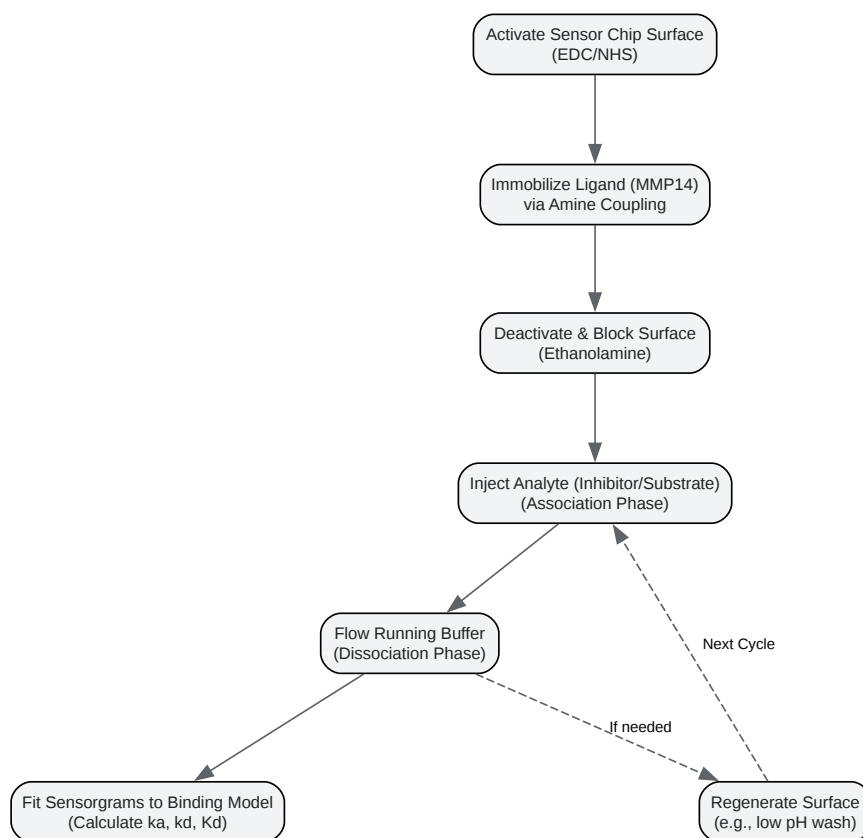 Activate Sensor Chip Surface
(EDC/NHS)
Immobilize Ligand (MMP14)
via Amine Coupling
Deactivate & Block Surface
(Ethanolamine)
Inject Analyte (Inhibitor/Substrate)
(Association Phase)
Flow Running Buffer
(Dissociation Phase)
Next Cycle
If needed
Fit Sensorgrams to Binding Model
(Calculate ka, kd, Kd)
Regenerate Surface
(e.g., low pH wash)